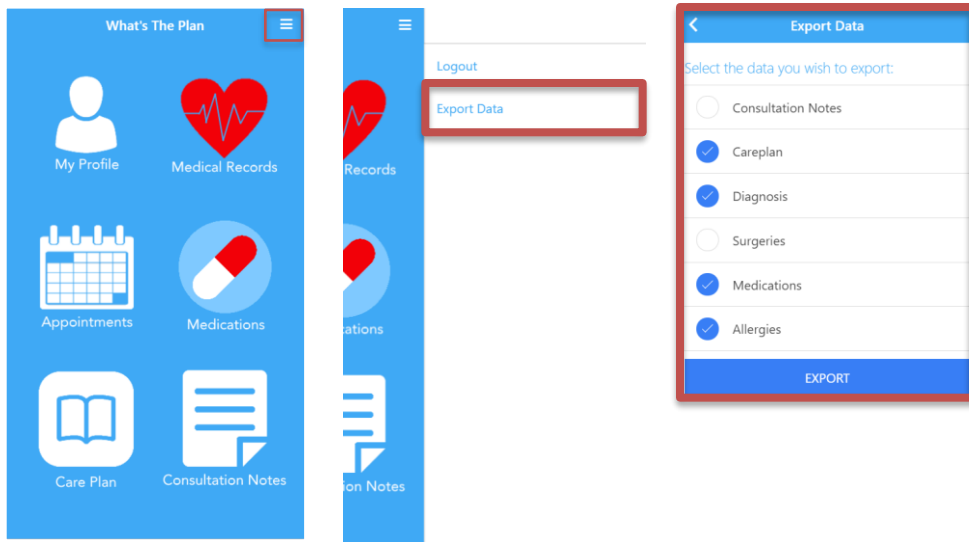 What's The Plan
My Profile
Medical Records
Appointments
Medications
Care Plan
Consultation Notes
Records
cations
ion Notes
Logout
Export Data
Export Data
Select the data you wish to export:
Consultation Notes
Careplan
Diagnosis
Surgeries
Medications
Allergies
EXPORT